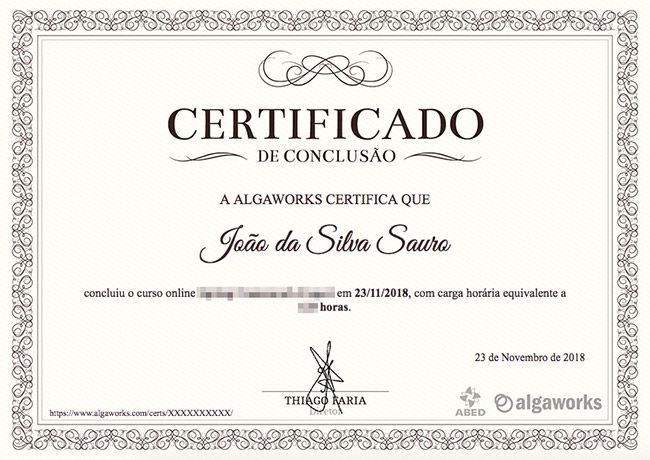 CERTIFICADO
DE CONCLUSÃO
A ALGAWORKS CERTIFICA QUE
João da Silva Sauro
concluiu o curso online em 23/11/2018, com carga horária equivalente a
horas.
23 de Novembro de 2018
THIAGO FARIA
Diretor
https://www.algaworks.com/certs/XXXXXXXXXX/
ABED
algaworks